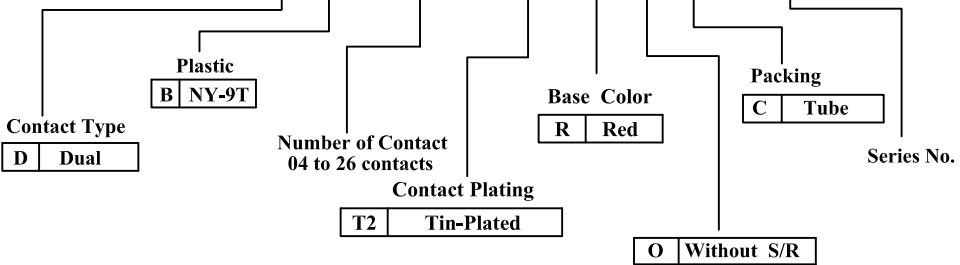 Plastic
B NY-9T
Packing
C Tube
Base Color
R Red
Contact Type
D Dual
Number of Contact
04 to 26 contacts
Series No.
Contact Plating
T2 Tin-Plated
O Without S/R